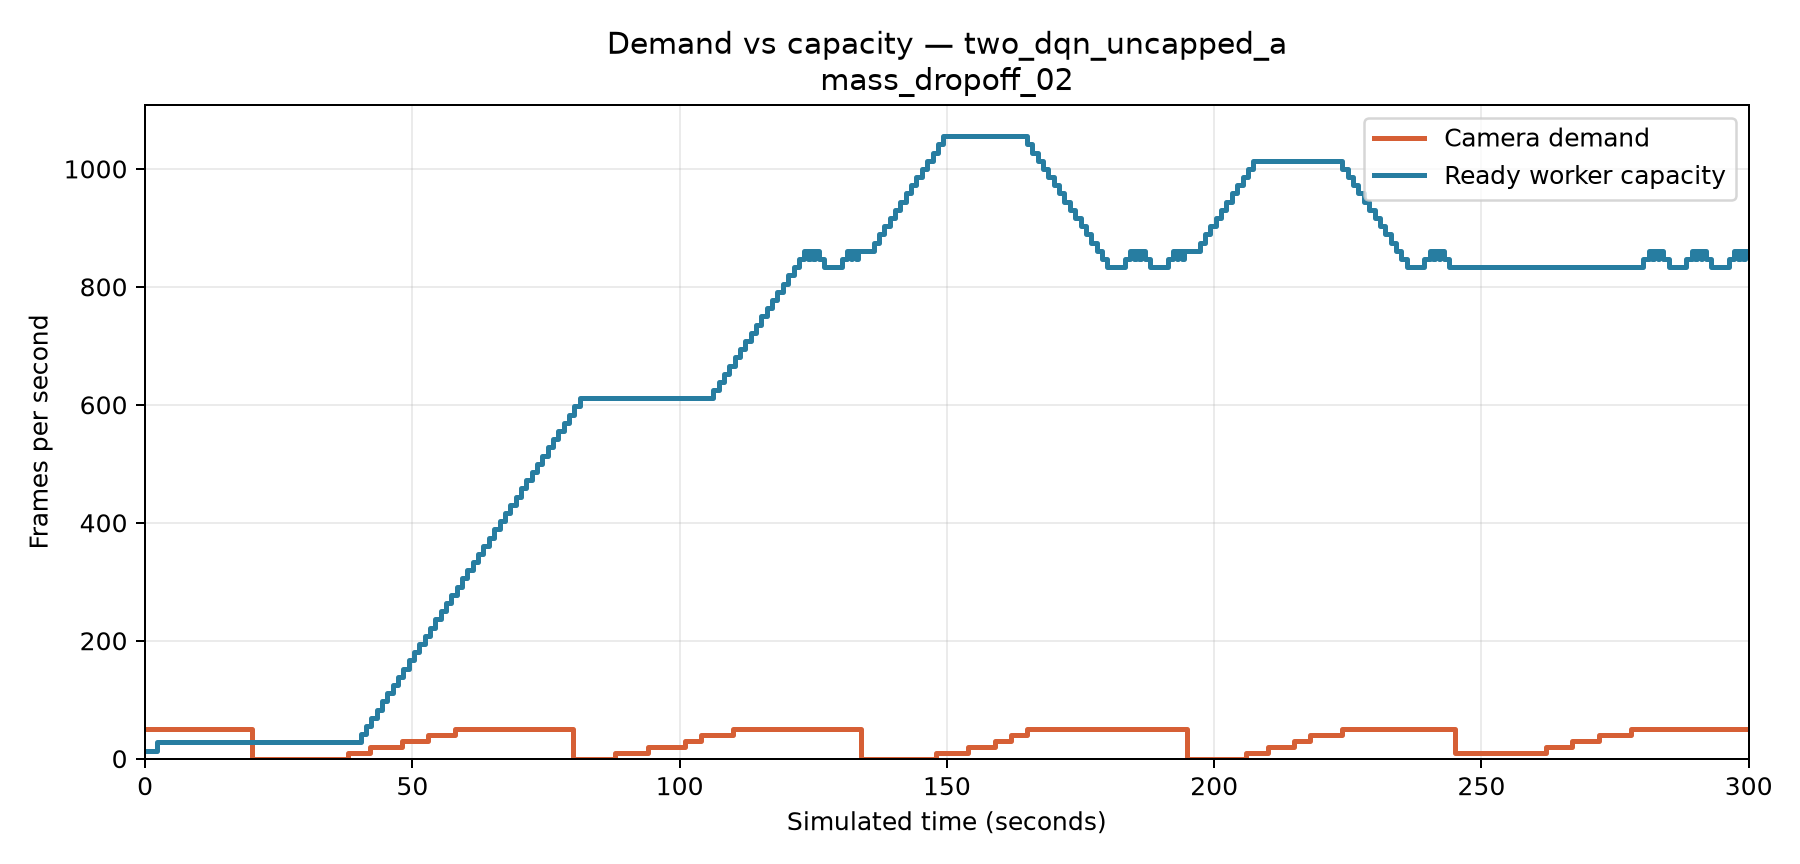 Demand vs capacity — two_dqn_uncapped_a
mass_dropoff_02
Camera demand
Ready worker capacity
Frames per second
1000
800
600
400
200
0
0 50 100 150 200 250 300
Simulated time (seconds)